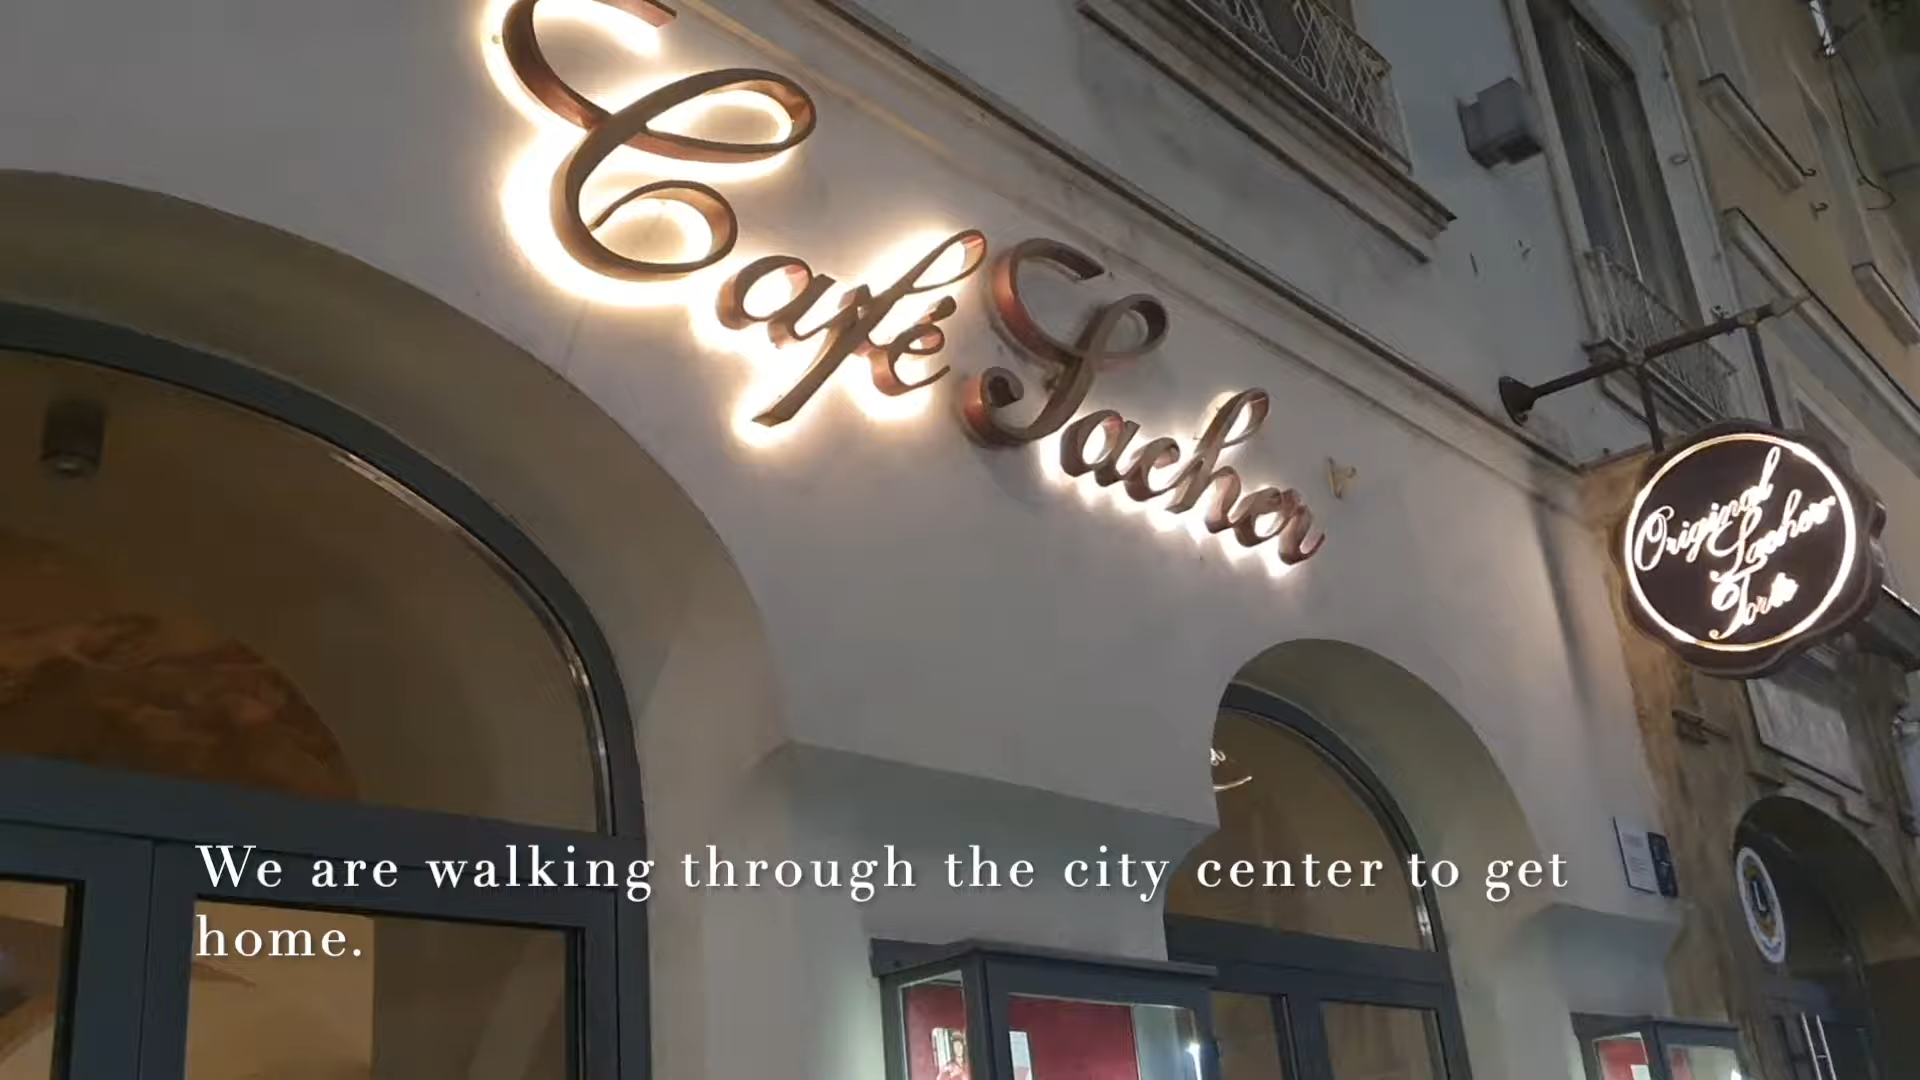 Café Sacher
Original
Sacher
Torte
We are walking through the city center to get
home.